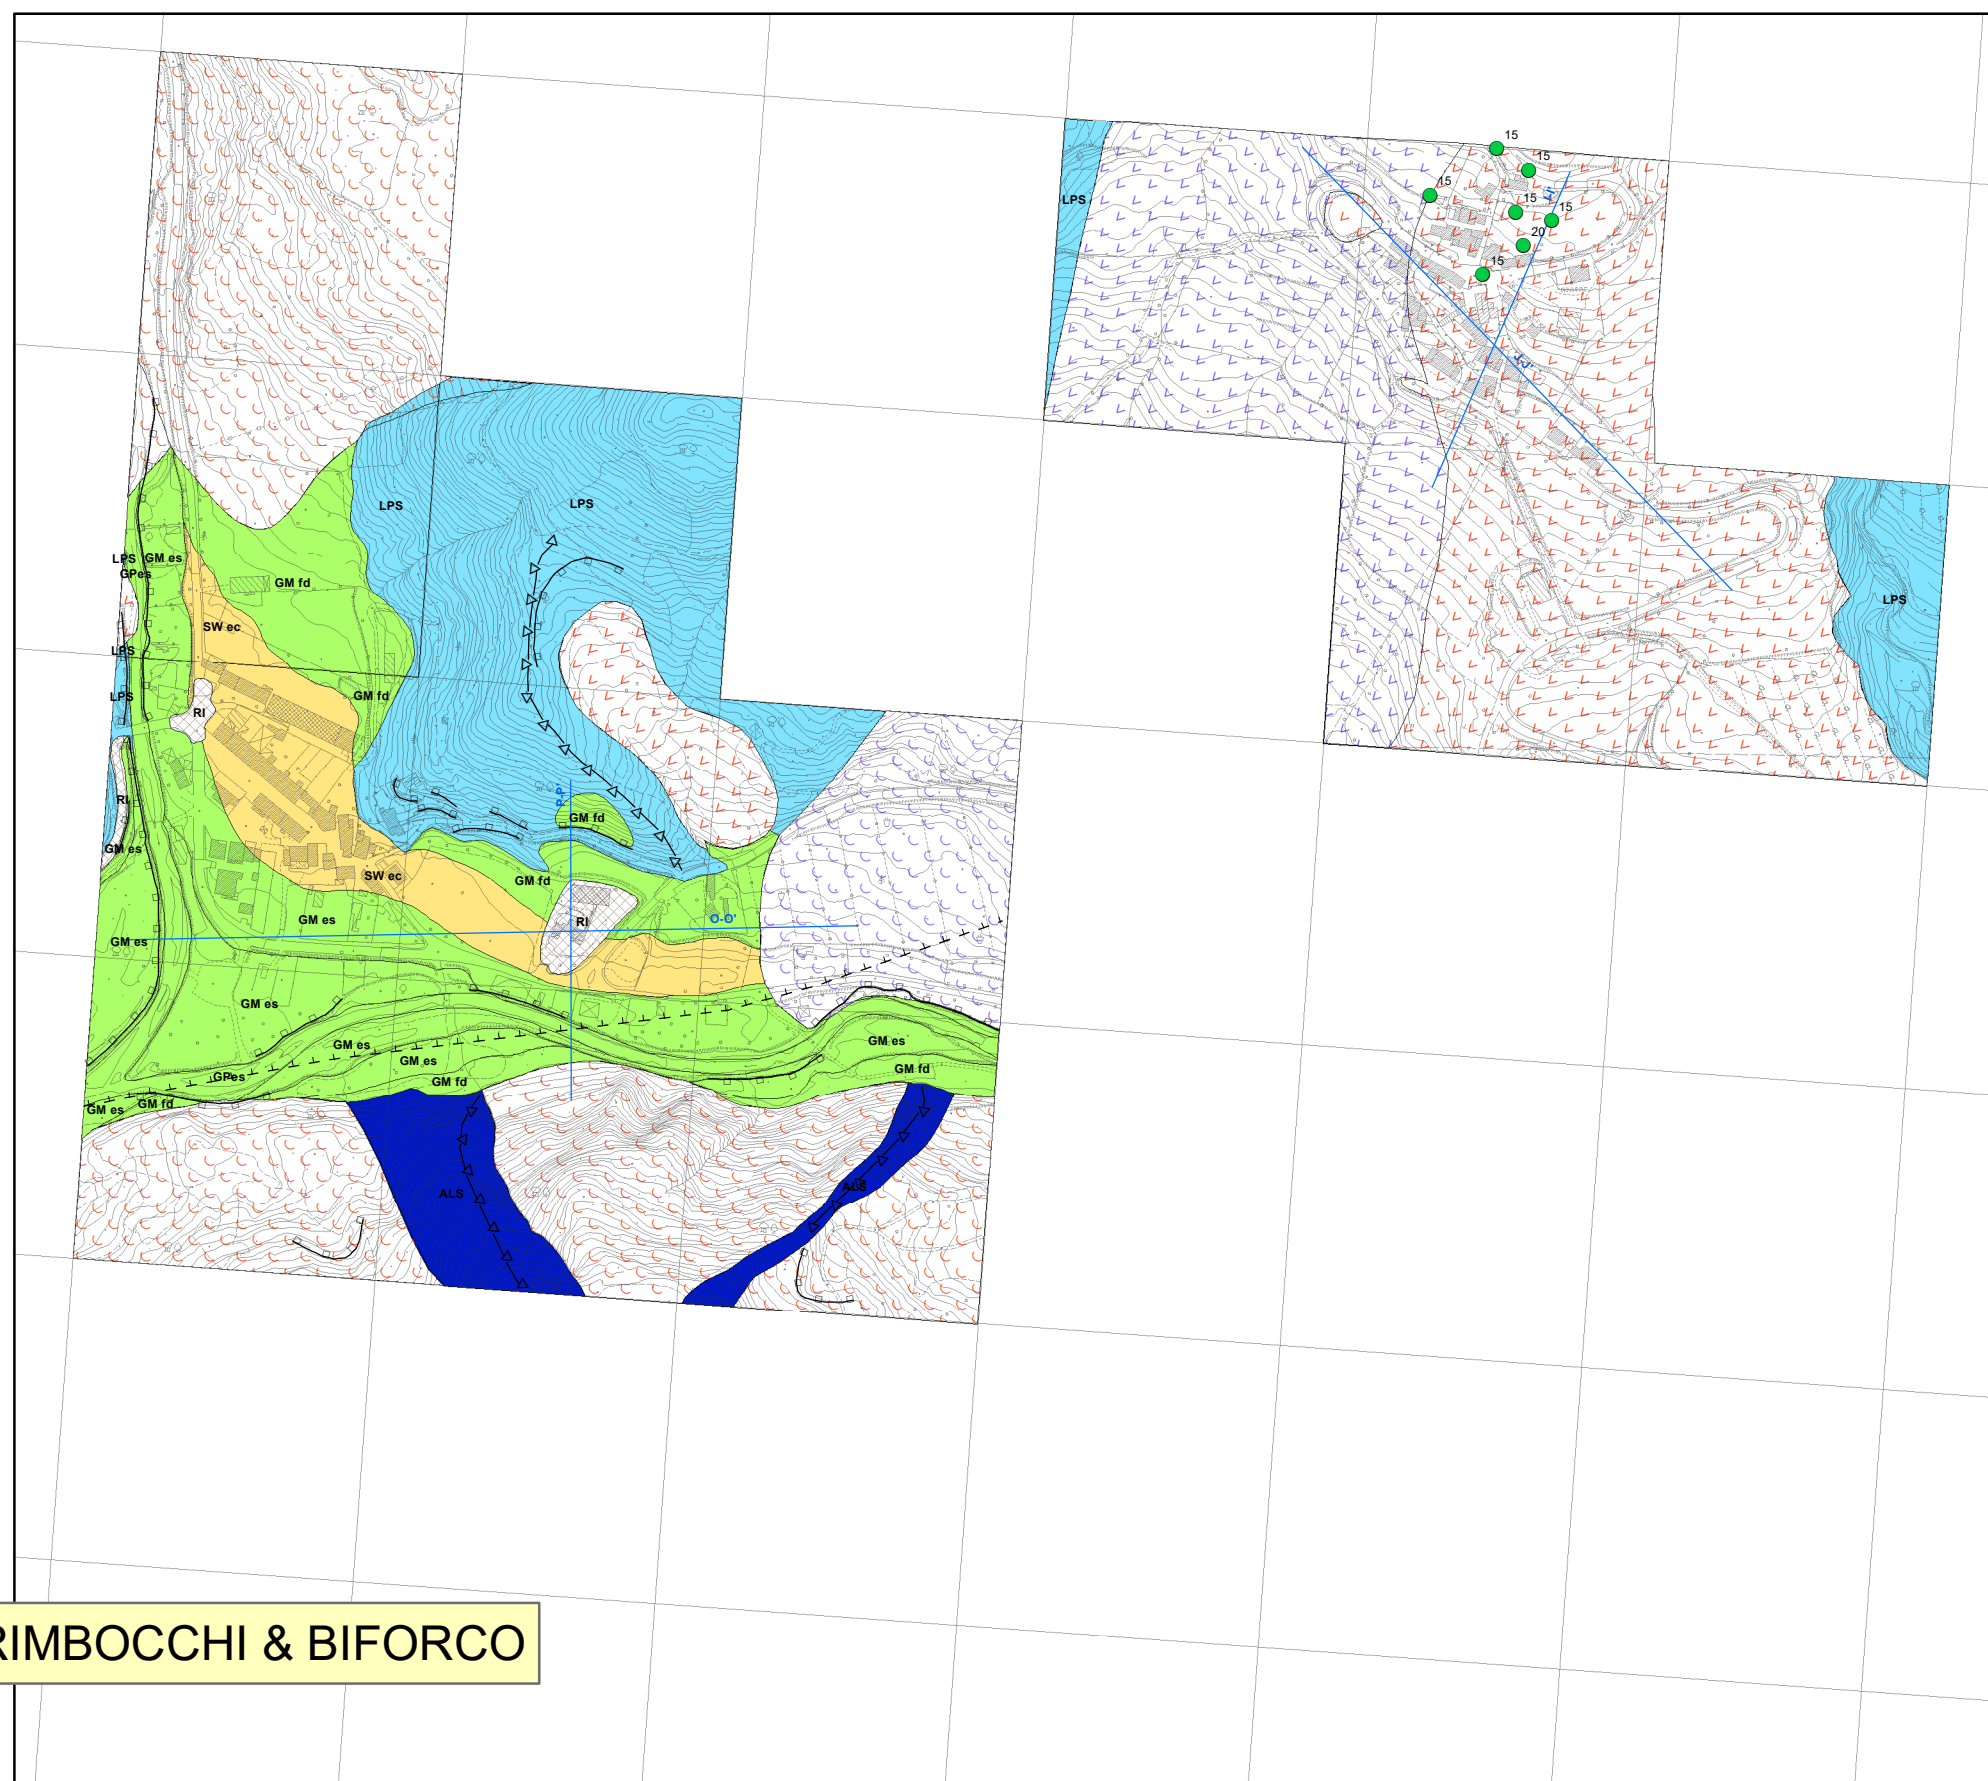 15
15
15
15
15
20
15
I-I'
J-J'
LPS
LPS
LPS
LPS
LPS
GM es
GPes
GM fd
SW ec
LPS
GM fd
LPS
RI
RI
P-P'
GM fd
GM es
SW ec
GM fd
GM es
RI
O-O'
GM es
GM es
GM es
GM es
GM es
GPes
GM fd
GM fd
GM es
GM fd
ALS
ALS
RIMBOCCHI & BIFORCO